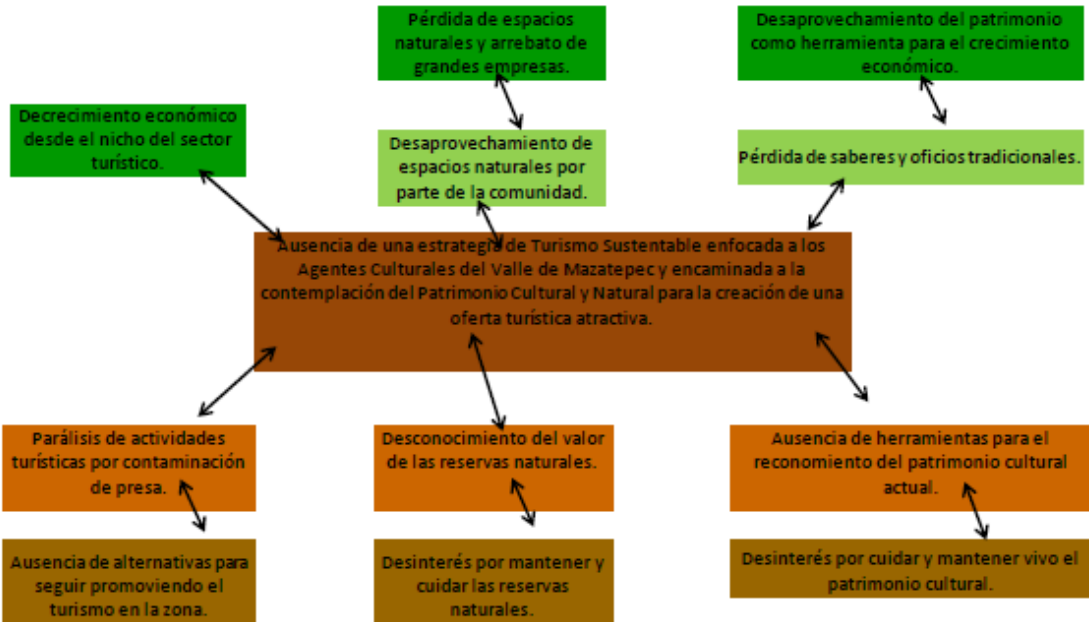 Pérdida de espacios
naturales y arrebato de
grandes empresas.
Desaprovechamiento del patrimonio
como herramienta para el crecimiento
económico.
Decrecimiento económico
desde el nicho del sector
turístico.
Desaprovechamiento de
espacios naturales por
parte de la comunidad.
Pérdida de saberes y oficios tradicionales.
Ausencia de una estrategia de Turismo Sustentable enfocada a los
Agentes Culturales del Valle de Mazatepec y encaminada a la
contemplación del Patrimonio Cultural y Natural para la creación de una
oferta turística atractiva.
Parálisis de actividades
turísticas por contaminación
de presa.
Desconocimiento del valor
de las reservas naturales.
Ausencia de herramientas para el
reconomiento del patrimonio cultural
actual.
Ausencia de alternativas para
seguir promoviendo el
turismo en la zona.
Desinterés por mantener y
cuidar las reservas
naturales.
Desinterés por cuidar y mantener vivo el
patrimonio cultural.